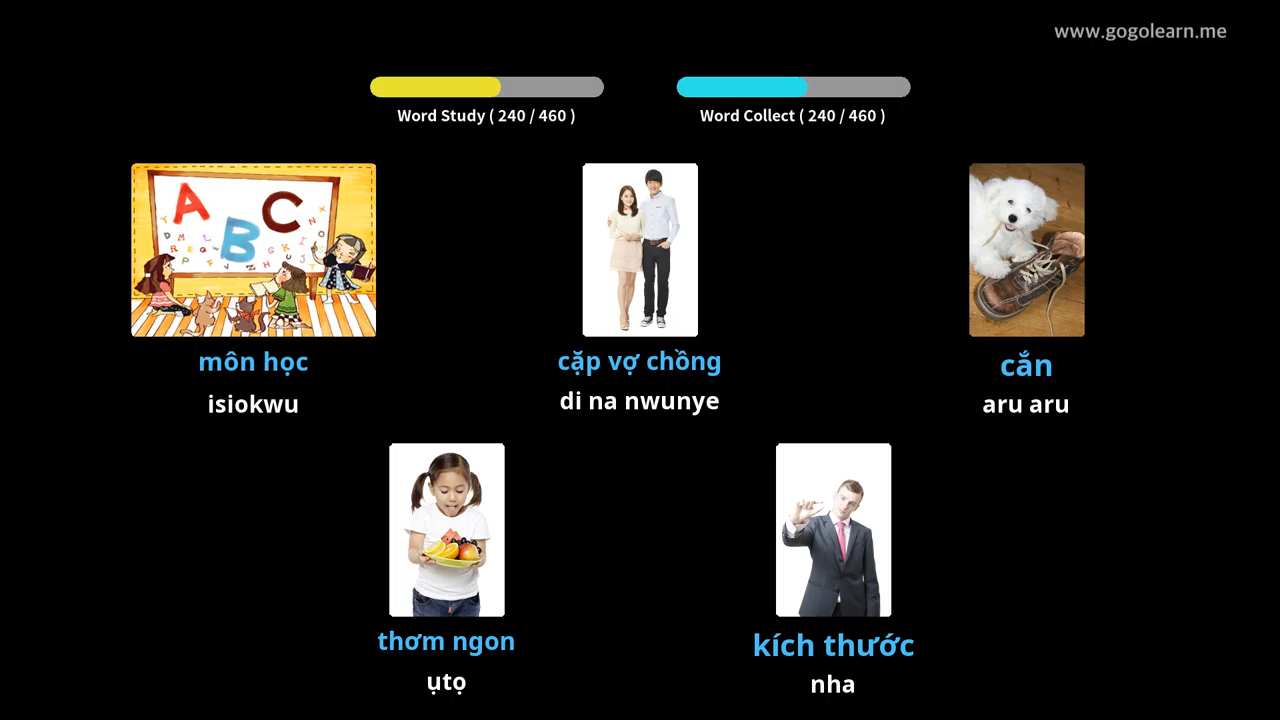 www.gogolearn.me
Word Study ( 240 / 460 )
Word Collect ( 240 / 460 )
A B C
môn học
isiokwu
cặp vợ chồng
di na nwunye
cắn
aru aru
thơm ngon
ụtọ
kích thước
nha